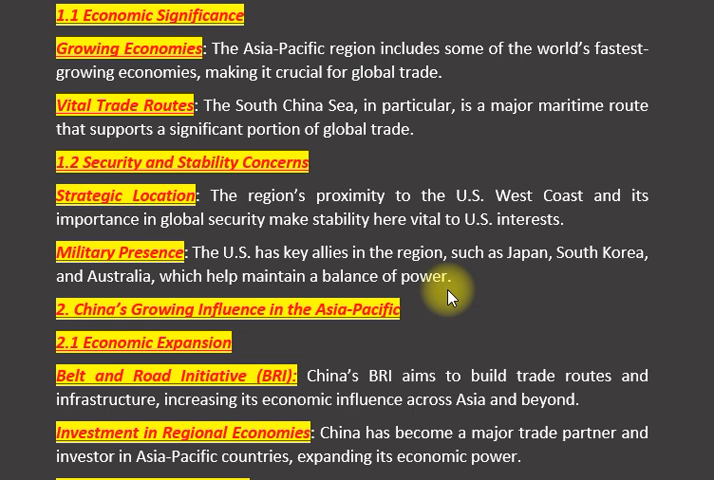 1.1 Economic Significance
Growing Economies: The Asia-Pacific region includes some of the world’s fastest-
growing economies, making it crucial for global trade.
Vital Trade Routes: The South China Sea, in particular, is a major maritime route
that supports a significant portion of global trade.
1.2 Security and Stability Concerns
Strategic Location: The region’s proximity to the U.S. West Coast and its
importance in global security make stability here vital to U.S. interests.
Military Presence: The U.S. has key allies in the region, such as Japan, South Korea,
and Australia, which help maintain a balance of power.
2. China’s Growing Influence in the Asia-Pacific
2.1 Economic Expansion
Belt and Road Initiative (BRI): China’s BRI aims to build trade routes and
infrastructure, increasing its economic influence across Asia and beyond.
Investment in Regional Economies: China has become a major trade partner and
investor in Asia-Pacific countries, expanding its economic power.